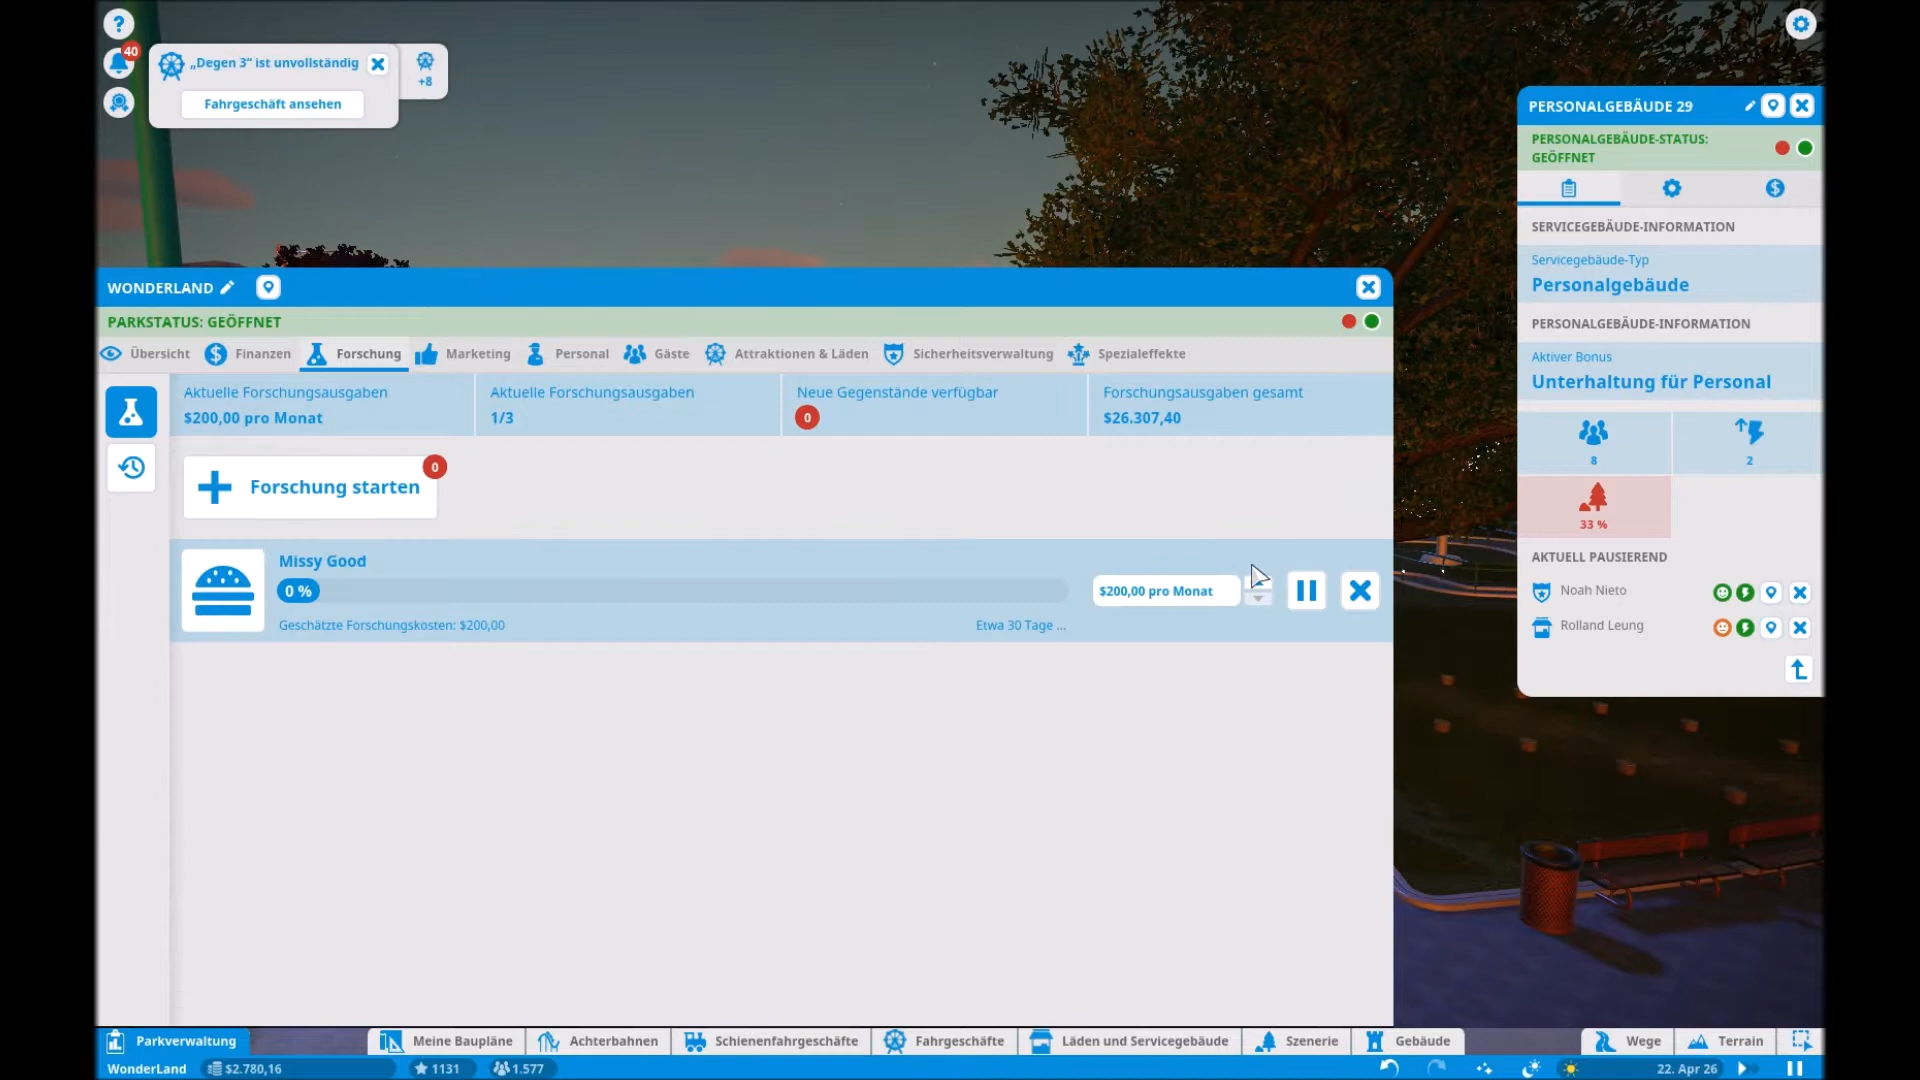 ?
40
„Degen 3“ ist unvollständig
Fahrgeschäft ansehen
+8
PERSONALGEBÄUDE 29
PERSONALGEBÄUDE-STATUS:
GEÖFFNET
SERVICEGEBÄUDE-INFORMATION
Servicegebäude-Typ
Personalgebäude
PERSONALGEBÄUDE-INFORMATION
Aktiver Bonus
Unterhaltung für Personal
8
2
33 %
AKTUELL PAUSIEREND
Noah Nieto
Rolland Leung
WONDERLAND
PARKSTATUS: GEÖFFNET
Übersicht
Finanzen
Forschung
Marketing
Personal
Gäste
Attraktionen & Läden
Sicherheitsverwaltung
Spezialeffekte
Aktuelle Forschungsausgaben
$200,00 pro Monat
Aktuelle Forschungsausgaben
1/3
Neue Gegenstände verfügbar
0
Forschungsausgaben gesamt
$26.307,40
Forschung starten
0
Missy Good
0 %
$200,00 pro Monat
Geschätzte Forschungskosten: $200,00
Etwa 30 Tage ...
Parkverwaltung
Meine Baupläne
Achterbahnen
Schienenfahrgeschäfte
Fahrgeschäfte
Läden und Servicegebäude
Szenerie
Gebäude
Wege
Terrain
WonderLand
$2.780,16
1131
1.577
22. Apr 26